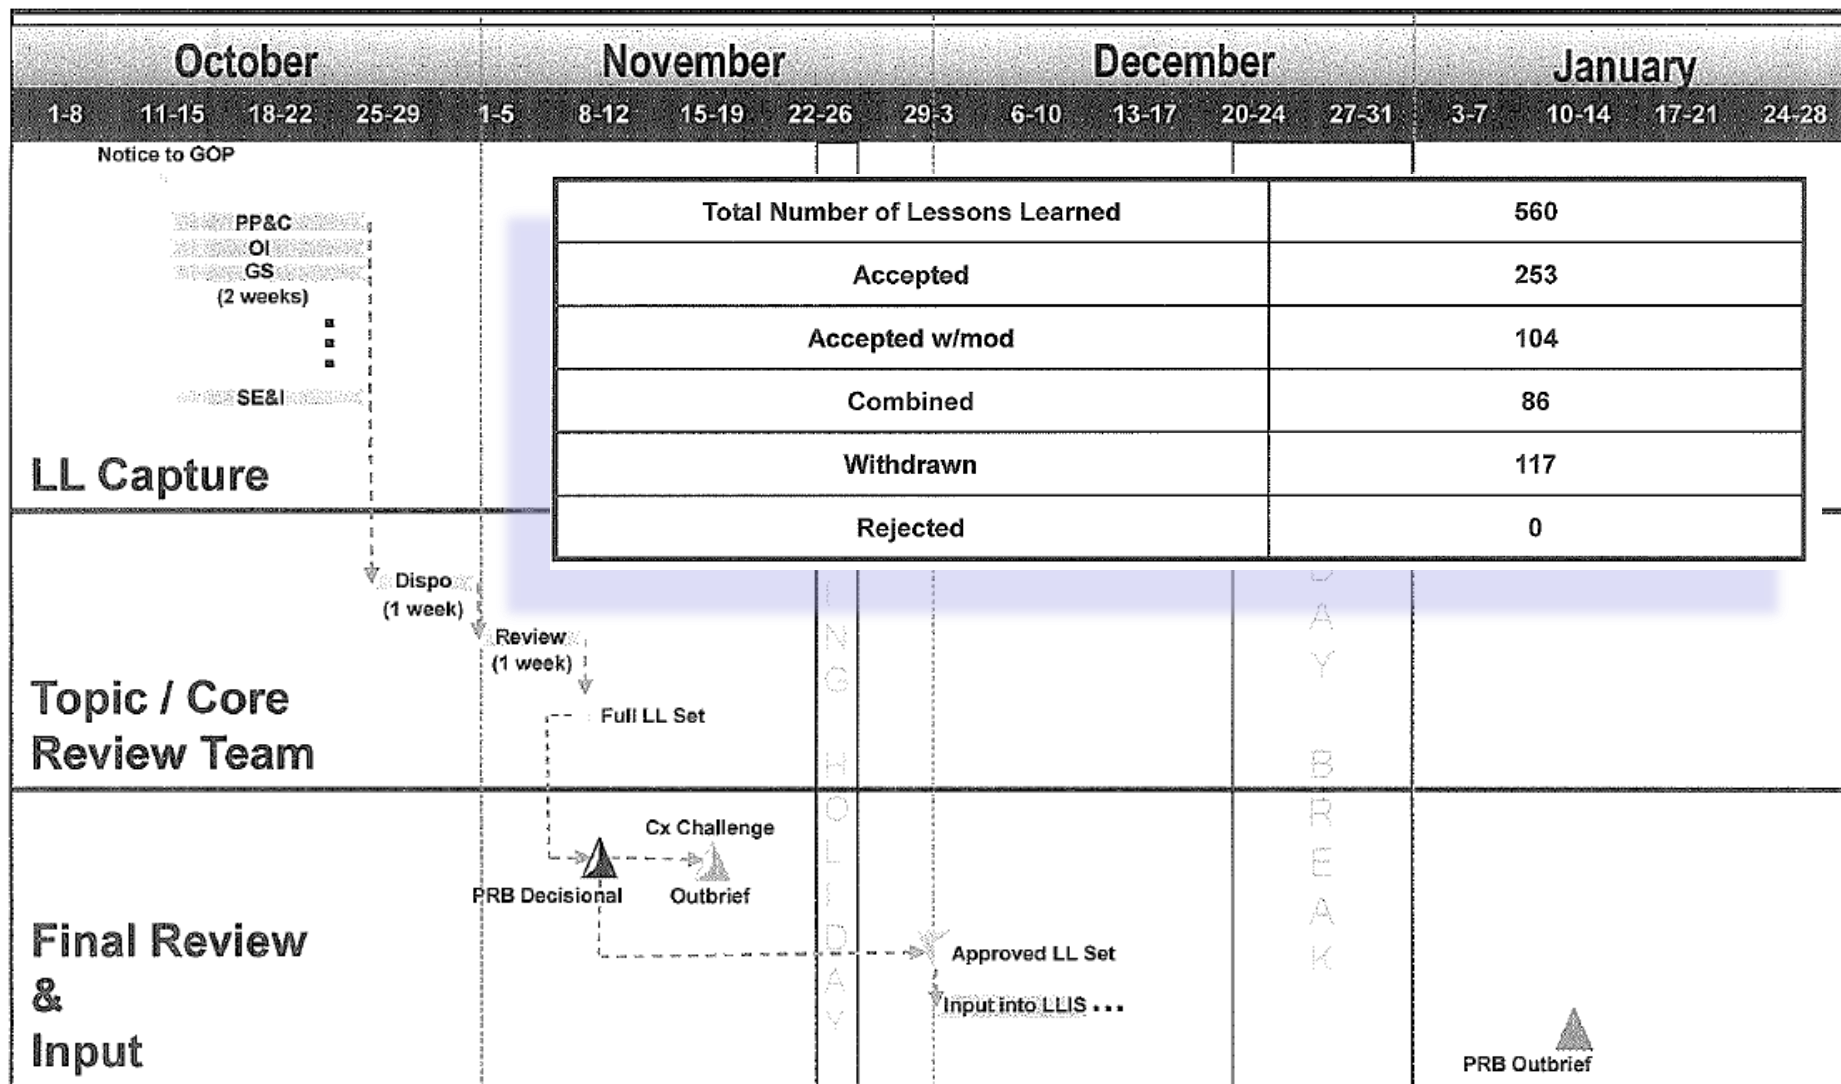 October November December January
1-8 11-15 18-22 25-29 1-5 8-12 15-19 22-26 29-3 6-10 13-17 20-24 27-31 3-7 10-14 17-21 24-28
Notice to GOP
PP&C
OI
GS
(2 weeks)
SE&I
LL Capture
Total Number of Lessons Learned 560
Accepted 253
Accepted w/mod 104
Combined 86
Withdrawn 117
Rejected 0
Dispo
(1 week)
Review
(1 week)
Full LL Set
Topic / Core
Review Team
Cx Challenge
PRB Decisional Outbrief
Final Review
&
Input
Approved LL Set
Input into LLIS ...
PRB Outbrief
HOLIDAY
BREAK